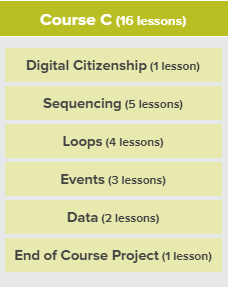 Course C (16 lessons)
Digital Citizenship (1 lesson)
Sequencing (5 lessons)
Loops (4 lessons)
Events (3 lessons)
Data (2 lessons)
End of Course Project (1 lesson)